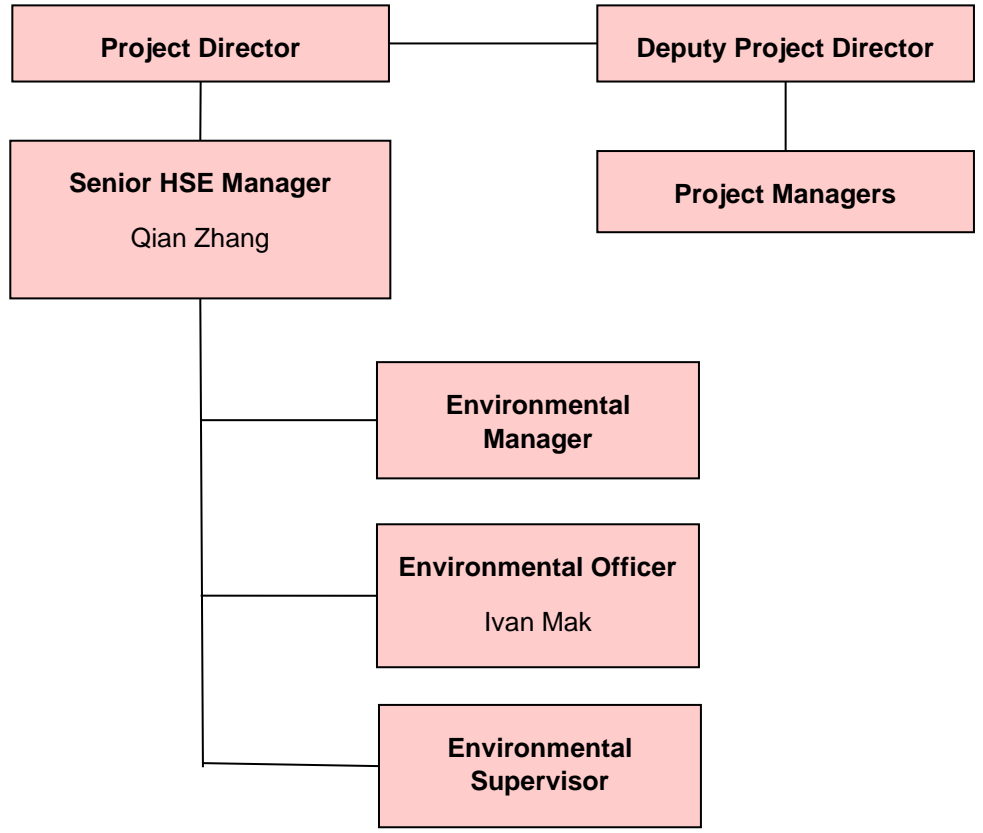 Project Director
Deputy Project Director
Senior HSE Manager
Qian Zhang
Project Managers
Environmental
Manager
Environmental Officer
Ivan Mak
Environmental
Supervisor